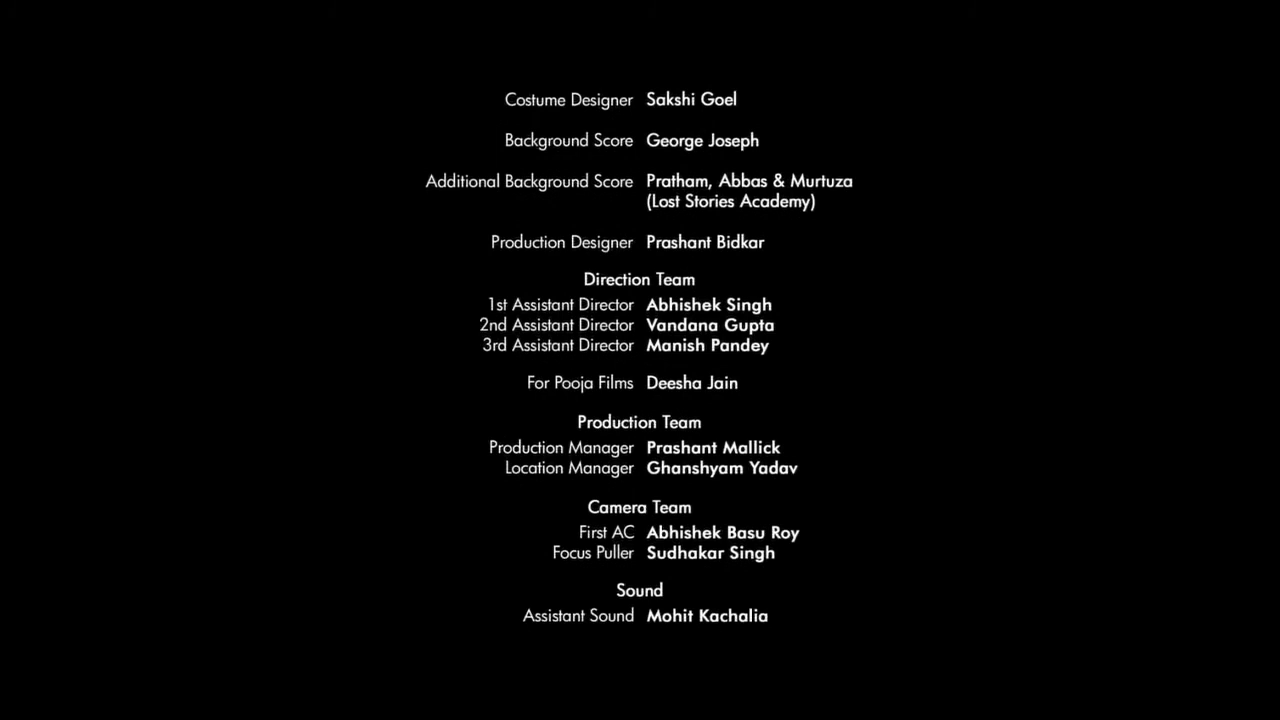 Costume Designer Sakshi Goel
Background Score George Joseph
Additional Background Score Pratham, Abbas & Murtuza
(Lost Stories Academy)
Production Designer Prashant Bidkar
Direction Team
1st Assistant Director Abhishek Singh
2nd Assistant Director Vandana Gupta
3rd Assistant Director Manish Pandey
For Pooja Films Deesha Jain
Production Team
Production Manager Prashant Mallick
Location Manager Ghanshyam Yadav
Camera Team
First AC Abhishek Basu Roy
Focus Puller Sudhakar Singh
Sound
Assistant Sound Mohit Kachalia